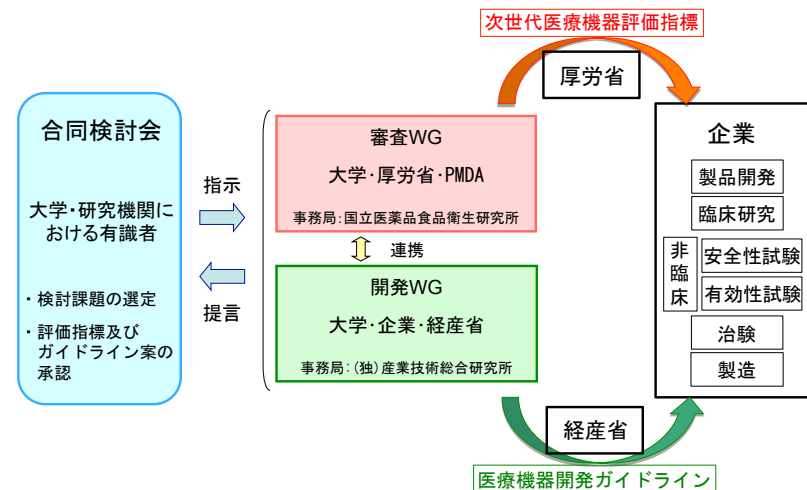 次世代医療機器評価指標
厚労省
合同検討会
大学・研究機関に
おける有識者
・検討課題の選定
・評価指標及び
ガイドライン案の
承認
指示
提言
審査WG
大学・厚労省・PMDA
事務局：国立医薬品食品衛生研究所
連携
開発WG
大学・企業・経産省
事務局：(独)産業技術総合研究所
企業
製品開発
臨床研究
非臨床
安全性試験
有効性試験
治験
製造
経産省
医療機器開発ガイドライン